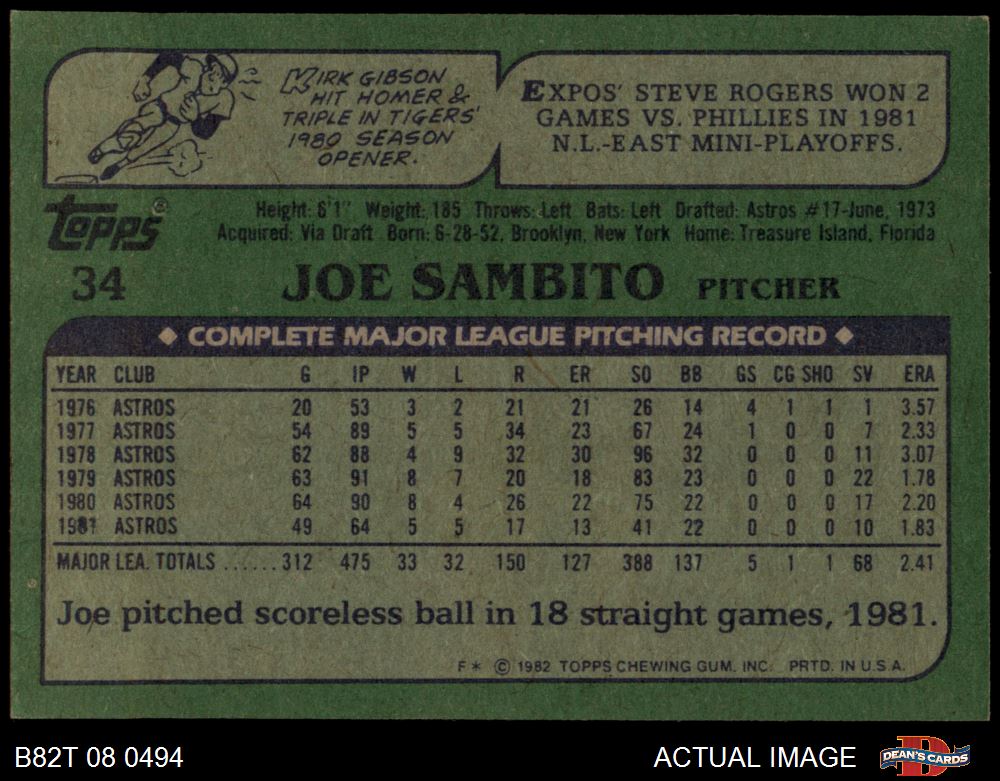 KIRK GIBSON
HIT HOMER &
TRIPLE IN TIGERS'
1980 SEASON
OPENER.
EXPOS' STEVE ROGERS WON 2
GAMES VS. PHILLIES IN 1981
N.L.-EAST MINI-PLAYOFFS.
Topps®
Height: 6'1" Weight: 185 Throws: Left Bats: Left Drafted: Astros #17-June, 1973
Acquired: Via Draft Born: 6-28-52, Brooklyn, New York Home: Treasure Island, Florida
34 JOE SAMBITO PITCHER
◆ COMPLETE MAJOR LEAGUE PITCHING RECORD ◆
YEAR CLUB G IP W L R ER SO BB GS CG SHO SV ERA
1976 ASTROS 20 53 3 2 21 21 26 14 4 1 1 1 3.57
1977 ASTROS 54 89 5 5 34 23 67 24 1 0 0 7 2.33
1978 ASTROS 62 88 4 9 32 30 96 32 0 0 0 11 3.07
1979 ASTROS 63 91 8 7 20 18 83 23 0 0 0 22 1.78
1980 ASTROS 64 90 8 4 26 22 75 22 0 0 0 17 2.20
1981 ASTROS 49 64 5 5 17 13 41 22 0 0 0 10 1.83
MAJOR LEA. TOTALS ......312 475 33 32 150 127 388 137 5 1 1 68 2.41
Joe pitched scoreless ball in 18 straight games, 1981.
F* © 1982 TOPPS CHEWING GUM, INC. PRTD. IN U.S.A.
B82T 08 0494 ACTUAL IMAGE D DEAN'S CARDS